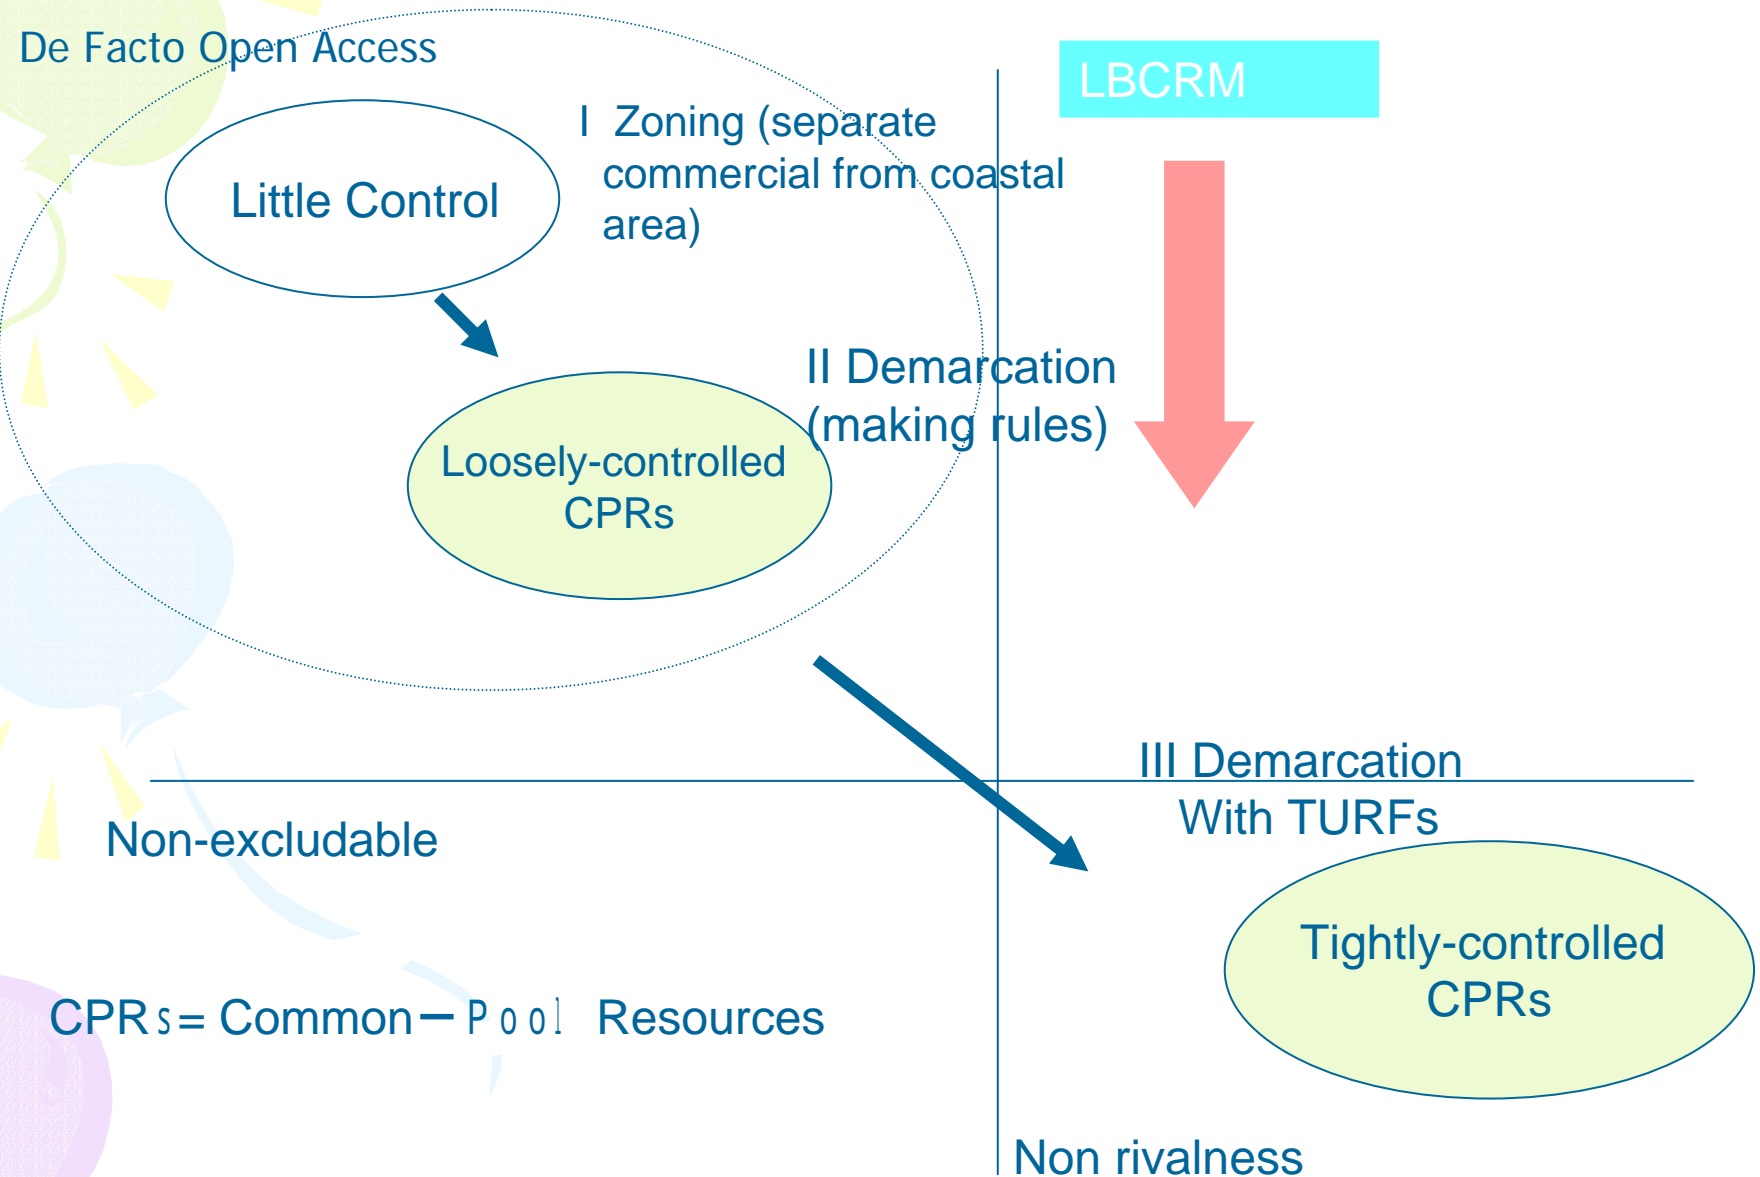 De Facto Open Access
LBCRM
I Zoning (separate
commercial from coastal
area)
Little Control
II Demarcation
(making rules)
Loosely-controlled
CPRs
III Demarcation
With TURFs
Non-excludable
Tightly-controlled
CPRs
CPRs= Common－Pool Resources
Non rivalness